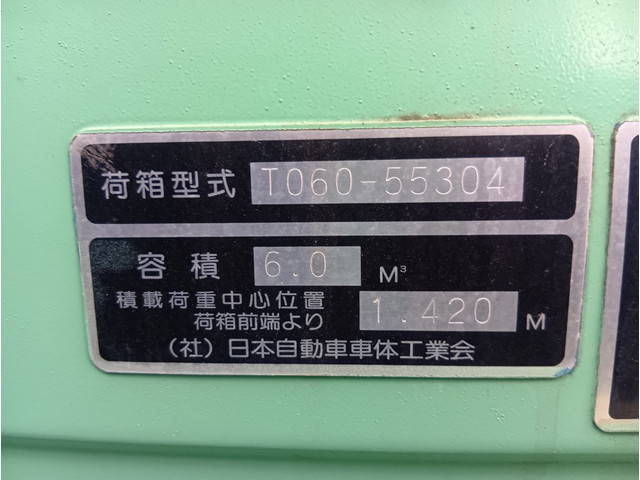 荷箱型式 T060-55304
容積 6.0 M³
積載荷重中心位置
荷箱前端より 1.420 M
(社)日本自動車車体工業会